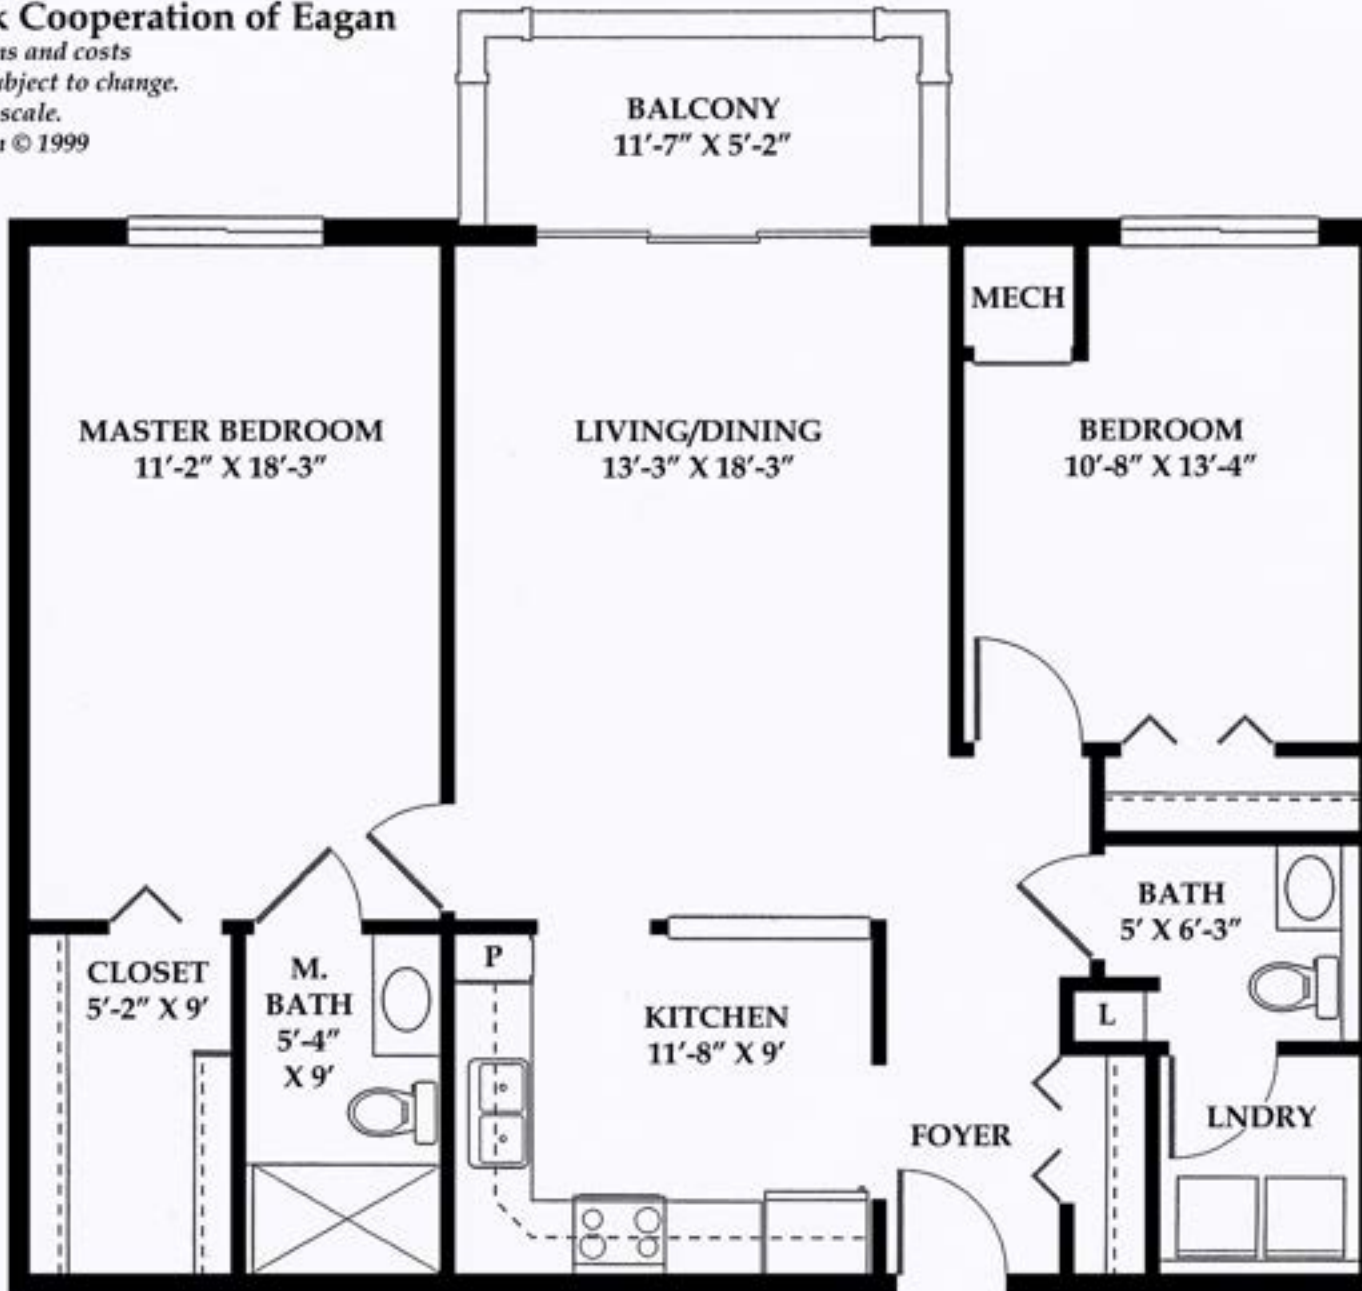 Cooperation of Eagan
and costs
subject to change.
scale.
© 1999
BALCONY
11'-7" X 5'-2"
MECH
MASTER BEDROOM
11'-2" X 18'-3"
LIVING/DINING
13'-3" X 18'-3"
BEDROOM
10'-8" X 13'-4"
BATH
5' X 6'-3"
P
CLOSET
5'-2" X 9'
M.
BATH
5'-4"
X 9'
KITCHEN
11'-8" X 9'
L
FOYER
LNDRY